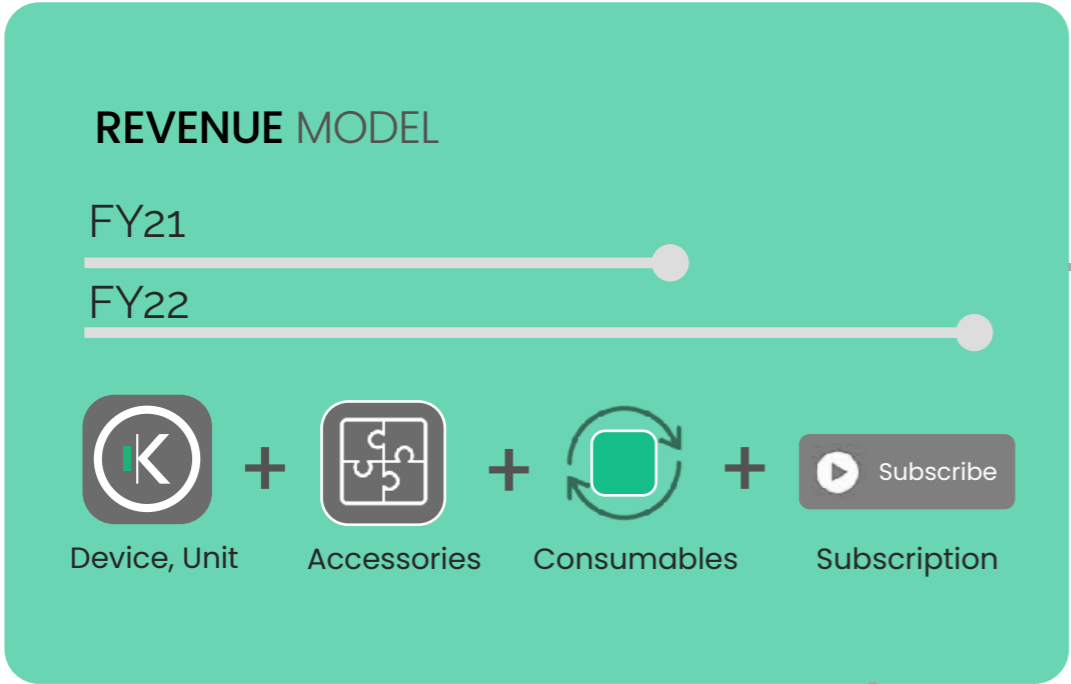 REVENUE MODEL
FY21
FY22
K
Subscribe
Device, Unit
Accessories
Consumables
Subscription